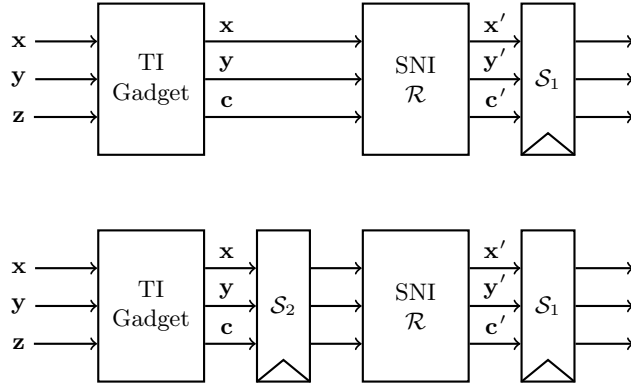 x x x′
y TI Gadget y SNI R y′ S₁
z c c′
x x x′
y TI Gadget y S₂ SNI R y′ S₁
z c c′